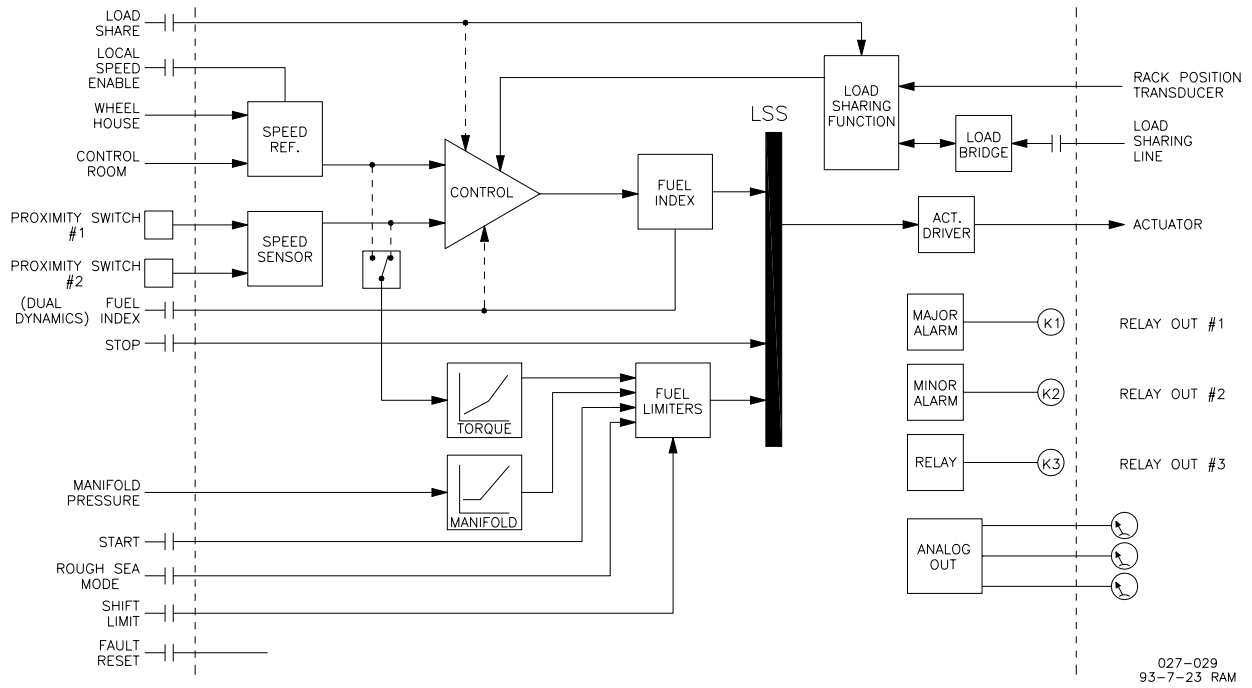 LOAD
SHARE
LOCAL
SPEED
ENABLE
WHEEL
HOUSE
CONTROL
ROOM
PROXIMITY SWITCH
#1
PROXIMITY SWITCH
#2
(DUAL
DYNAMICS)
FUEL
INDEX
STOP
MANIFOLD
PRESSURE
START
ROUGH SEA
MODE
SHIFT
LIMIT
FAULT
RESET
SPEED
REF.
SPEED
SENSOR
CONTROL
FUEL
INDEX
TORQUE
MANIFOLD
FUEL
LIMITERS
LSS
LOAD
SHARING
FUNCTION
LOAD
BRIDGE
ACT.
DRIVER
MAJOR
ALARM
K1
MINOR
ALARM
K2
RELAY
K3
ANALOG
OUT
RACK POSITION
TRANSDUCER
LOAD
SHARING
LINE
ACTUATOR
RELAY OUT #1
RELAY OUT #2
RELAY OUT #3
027-029
93-7-23 RAM